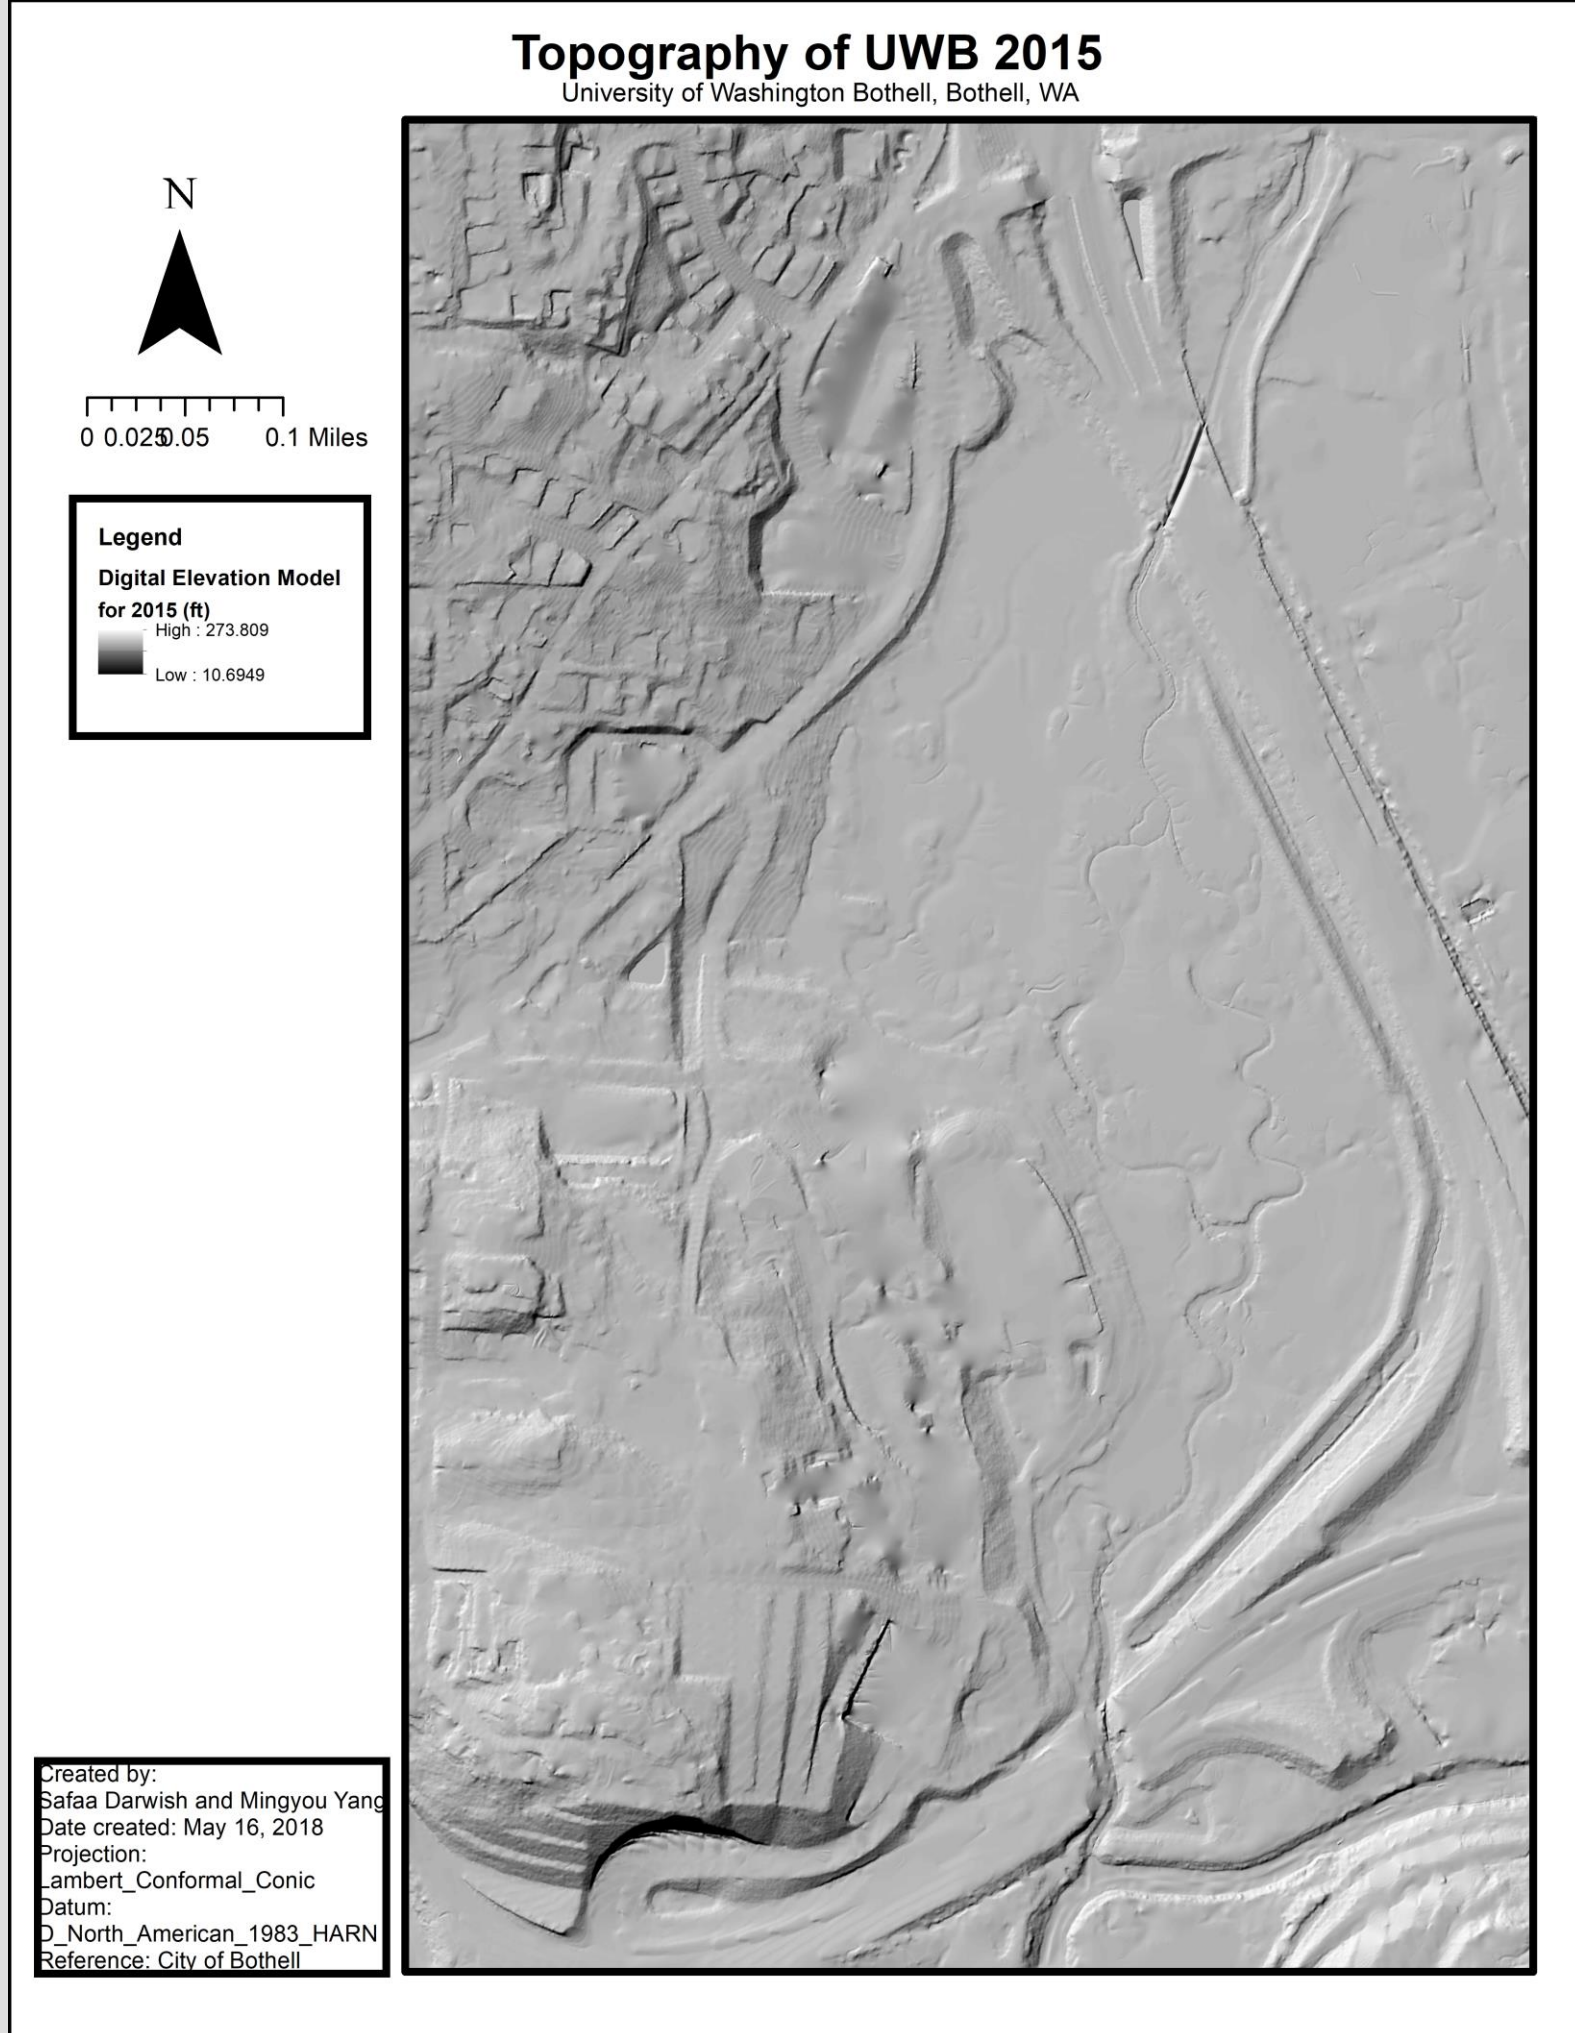 Topography of UWB 2015
University of Washington Bothell, Bothell, WA
N
0 0.025 0.05 0.1 Miles
Legend
Digital Elevation Model
for 2015 (ft)
High : 273.809
Low : 10.6949
Created by:
Safaa Darwish and Mingyou Yang
Date created: May 16, 2018
Projection:
Lambert_Conformal_Conic
Datum:
D_North_American_1983_HARN
Reference: City of Bothell